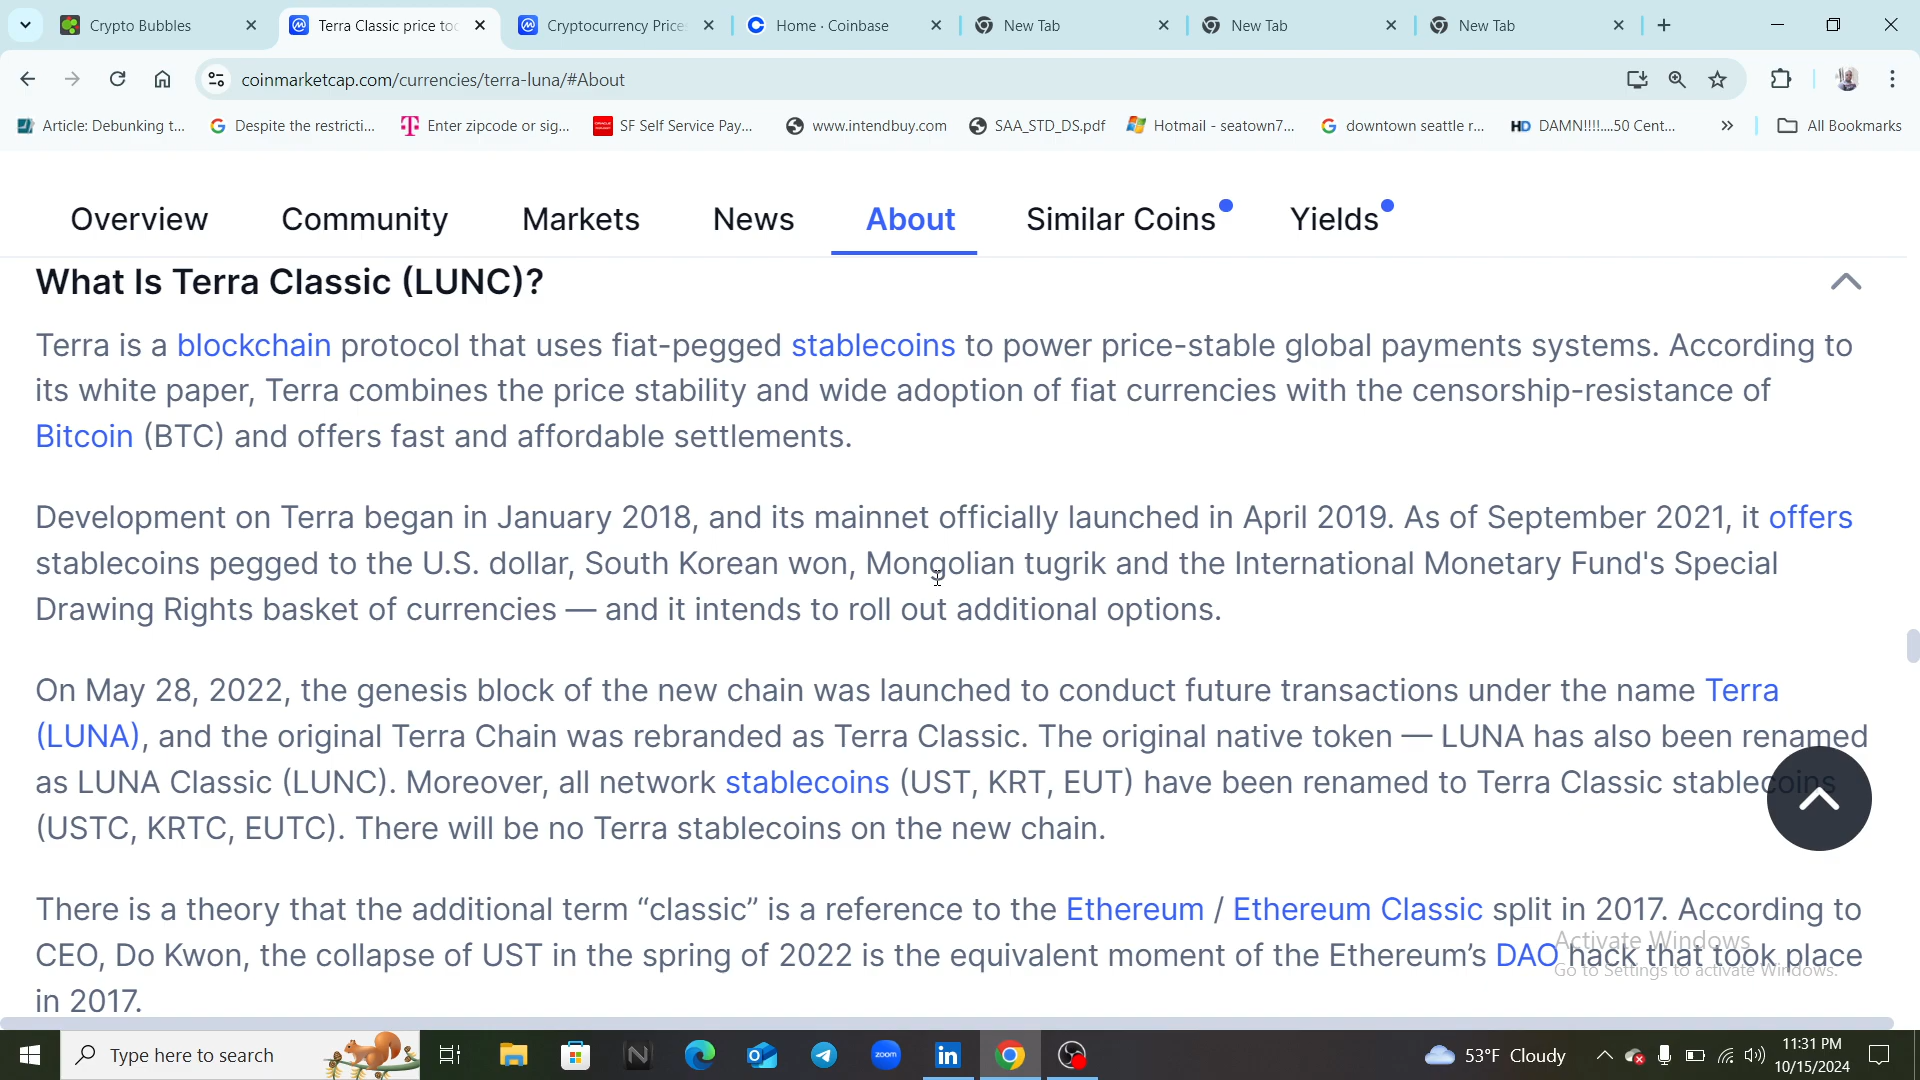 Crypto Bubbles
Terra Classic price to
Cryptocurrency Price
Home · Coinbase
New Tab
New Tab
New Tab
coinmarketcap.com/currencies/terra-luna/#About
Article: Debunking t...
Despite the restricti...
Enter zipcode or sig...
SF Self Service Pay...
www.intendbuy.com
SAA_STD_DS.pdf
Hotmail - seatown7...
downtown seattle r...
HD DAMN!!!!....50 Cent...
All Bookmarks
Overview Community Markets News About Similar Coins Yields
What Is Terra Classic (LUNC)?
Terra is a blockchain protocol that uses fiat-pegged stablecoins to power price-stable global payments systems. According to
its white paper, Terra combines the price stability and wide adoption of fiat currencies with the censorship-resistance of
Bitcoin (BTC) and offers fast and affordable settlements.
Development on Terra began in January 2018, and its mainnet officially launched in April 2019. As of September 2021, it offers
stablecoins pegged to the U.S. dollar, South Korean won, Mongolian tugrik and the International Monetary Fund's Special
Drawing Rights basket of currencies — and it intends to roll out additional options.
On May 28, 2022, the genesis block of the new chain was launched to conduct future transactions under the name Terra
(LUNA), and the original Terra Chain was rebranded as Terra Classic. The original native token — LUNA has also been renamed
as LUNA Classic (LUNC). Moreover, all network stablecoins (UST, KRT, EUT) have been renamed to Terra Classic stablecoins
(USTC, KRTC, EUTC). There will be no Terra stablecoins on the new chain.
There is a theory that the additional term “classic” is a reference to the Ethereum / Ethereum Classic split in 2017. According to
CEO, Do Kwon, the collapse of UST in the spring of 2022 is the equivalent moment of the Ethereum’s DAO hack that took place
in 2017.
Activate Windows
Go to Settings to activate Windows.
Type here to search
zoom
53°F Cloudy
11:31 PM
10/15/2024